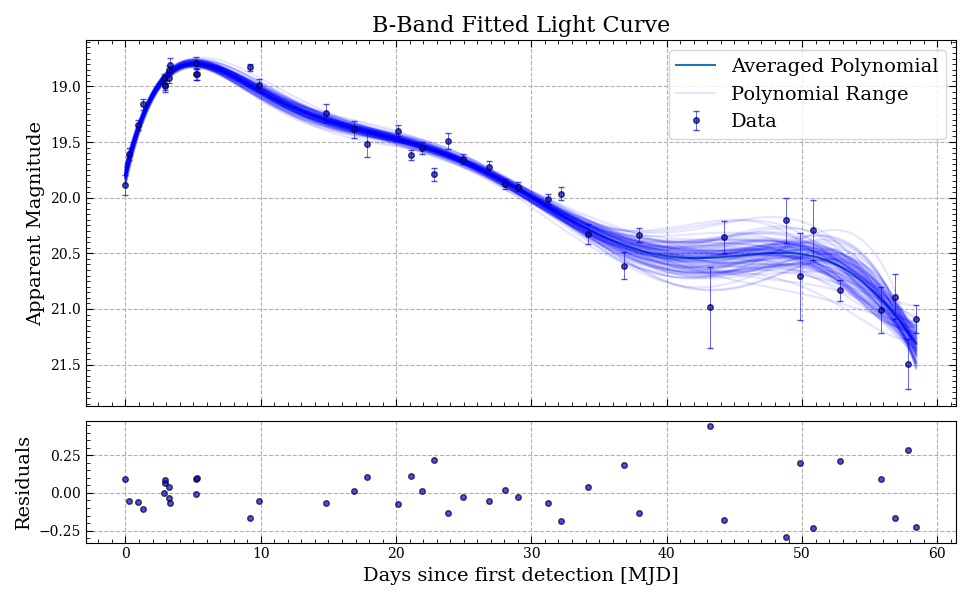 B-Band Fitted Light Curve
Apparent Magnitude
19.0
19.5
20.0
20.5
21.0
21.5
Averaged Polynomial
Polynomial Range
Data
Residuals
0.25
0.00
−0.25
0 10 20 30 40 50 60
Days since first detection [MJD]